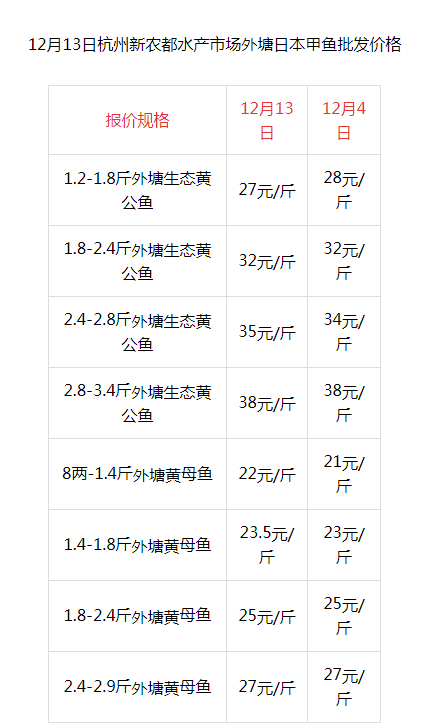 12月13日杭州新农都水产市场外塘日本甲鱼批发价格
报价规格
12月13
日
12月4
日
1.2-1.8斤外塘生态黄
公鱼
27元/斤
28元/
斤
1.8-2.4斤外塘生态黄
公鱼
32元/斤
32元/
斤
2.4-2.8斤外塘生态黄
公鱼
35元/斤
34元/
斤
2.8-3.4斤外塘生态黄
公鱼
38元/斤
38元/
斤
8两-1.4斤外塘黄母鱼
22元/斤
21元/
斤
1.4-1.8斤外塘黄母鱼
23.5元/
斤
23元/
斤
1.8-2.4斤外塘黄母鱼
25元/斤
25元/
斤
2.4-2.9斤外塘黄母鱼
27元/斤
27元/
斤